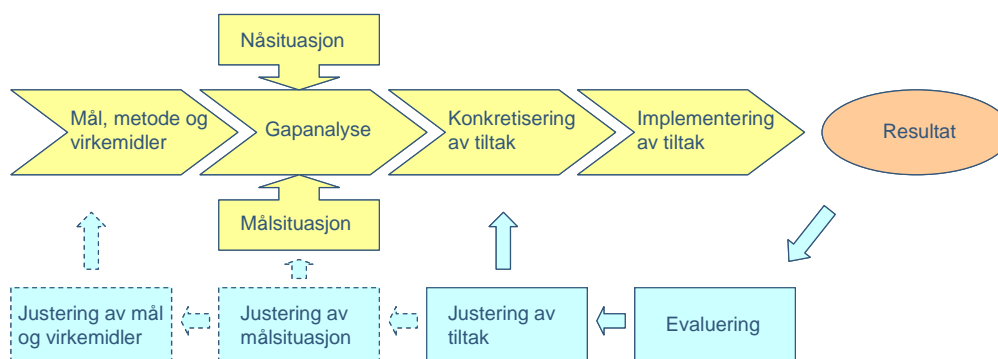 Nåsituasjon
Mål, metode og
virkemidler
Gapanalyse
Konkretisering
av tiltak
Implementering
av tiltak
Resultat
Målsituasjon
Justering av mål
og virkemidler
Justering av
målsituasjon
Justering av
tiltak
Evaluering